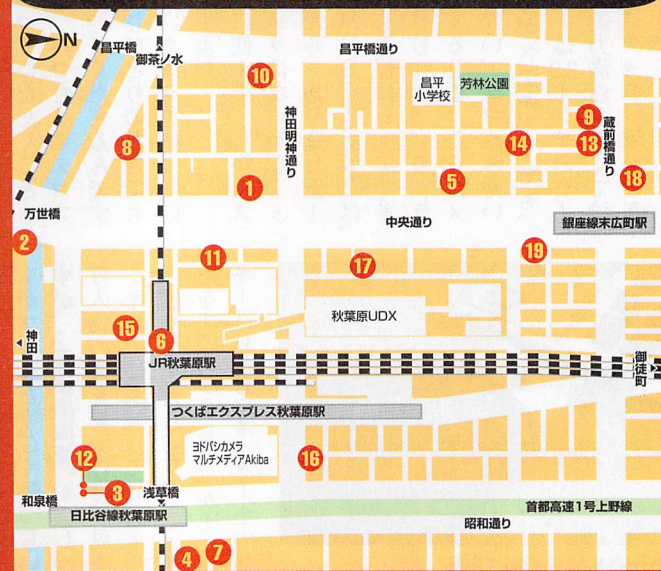 N
昌平橋
御茶ノ水
昌平橋通り
10
昌平
小学校
芳林公園
9
神田明神通り
蔵前橋通り
8
14
13
1
5
18
万世橋
中央通り
銀座線末広町駅
2
11
17
19
秋葉原UDX
15
6
神田
JR秋葉原駅
御徒町
つくばエクスプレス秋葉原駅
ヨドバシカメラ
マルチメディアAkiba
12
16
3
和泉橋
浅草橋
首都高速1号上野線
日比谷線秋葉原駅
昭和通り
4
7